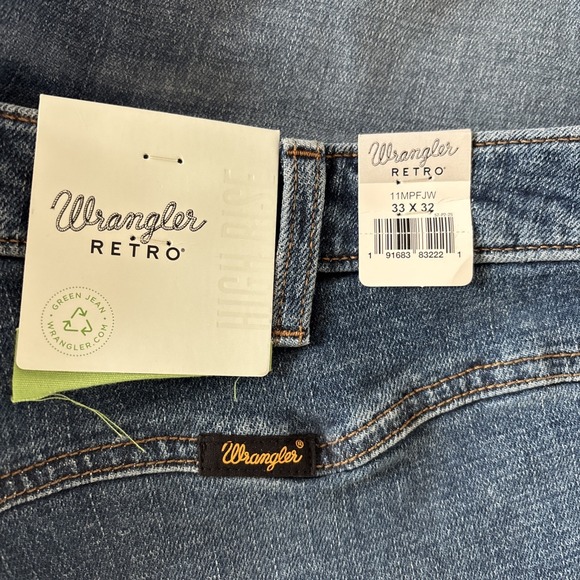 Wrangler
RETRO®
HIGH RISE
GREEN JEAN
WRANGLER.COM
Wrangler
RETRO®
11MPFJW
33 X 32
1 91683 83222 1
Wrangler®